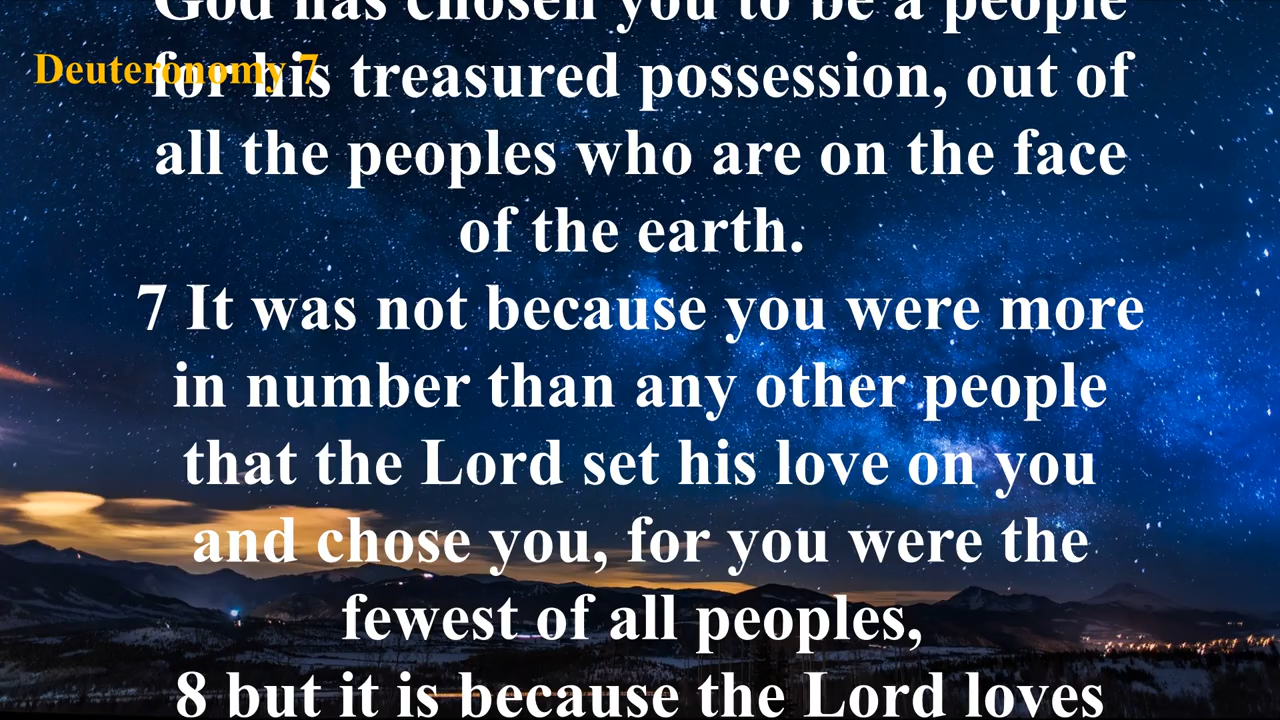 God has chosen you to be a people
Deuteronomy 7
for his treasured possession, out of
all the peoples who are on the face
of the earth.
7 It was not because you were more
in number than any other people
that the Lord set his love on you
and chose you, for you were the
fewest of all peoples,
8 but it is because the Lord loves